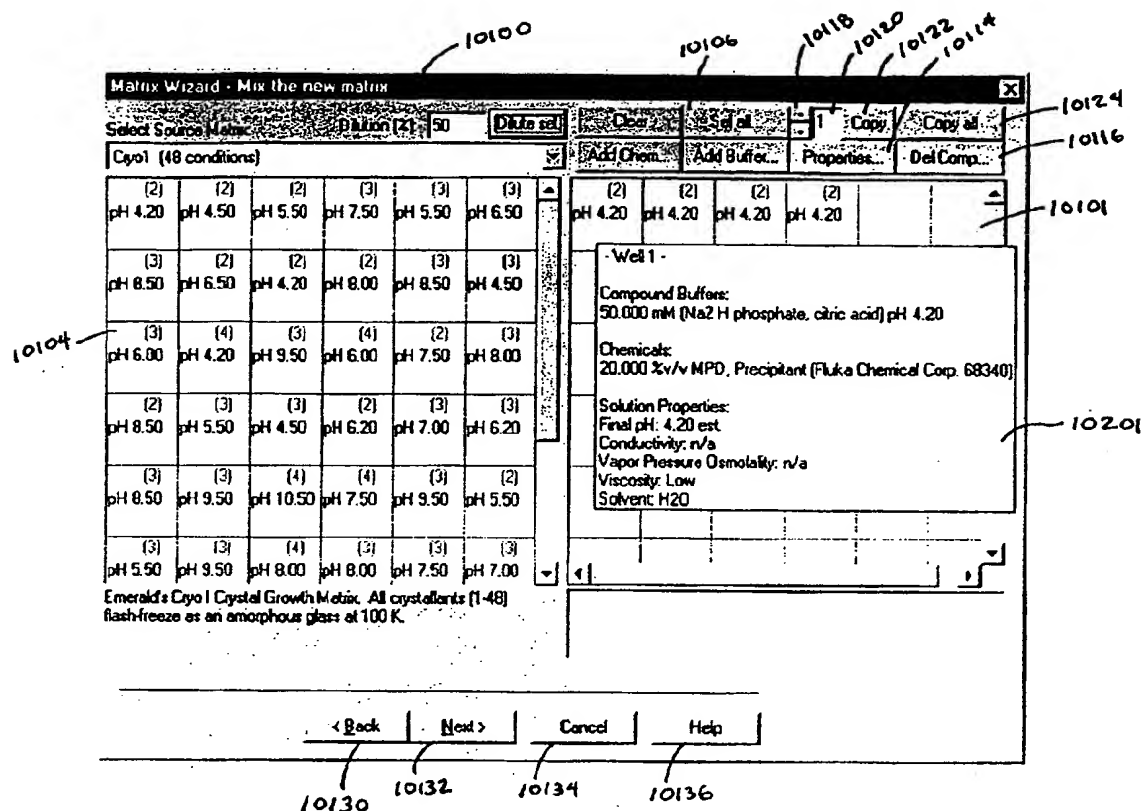 10100
10106
10118
10120
10122
10114
Matrix Wizard - Mix the new matrix
Select Source Matrix Dilution [%] 50 Dilute sel
Clear Sel all 1 Copy Copy all
10124
Cryo1 (48 conditions)
Add Chem... Add Buffer... Properties... Del Comp...
10116
(2) (2) (2) (3) (3) (3)
pH 4.20 pH 4.50 pH 5.50 pH 7.50 pH 5.50 pH 6.50
(2) (2) (2) (2)
pH 4.20 pH 4.20 pH 4.20 pH 4.20
10101
(3) (2) (2) (3) (3) (3)
pH 8.50 pH 6.50 pH 4.20 pH 8.00 pH 8.50 pH 4.50
10104
(3) (4) (3) (4) (2) (3)
pH 6.00 pH 4.20 pH 9.50 pH 6.00 pH 7.50 pH 8.00
(2) (3) (3) (2) (3) (3)
pH 8.50 pH 5.50 pH 4.50 pH 6.20 pH 7.00 pH 6.20
(3) (3) (4) (4) (3) (2)
pH 8.50 pH 9.50 pH 10.50 pH 7.50 pH 9.50 pH 5.50
(3) (3) (4) (3) (3) (3)
pH 5.50 pH 9.50 pH 8.00 pH 8.00 pH 7.50 pH 7.00
- Well 1 -
Compound Buffers:
50.000 mM (Na2 H phosphate, citric acid) pH 4.20
Chemicals:
20.000 %v/v MPD, Precipitant (Fluka Chemical Corp. 68340)
Solution Properties:
Final pH: 4.20 est.
Conductivity: n/a
Vapor Pressure Osmolality: n/a
Viscosity: Low
Solvent: H2O
10201
Emerald's Cryo I Crystal Growth Matrix. All crystallants (1-48)
flash-freeze as an amorphous glass at 100 K.
< Back Next > Cancel Help
10130
10132
10134
10136